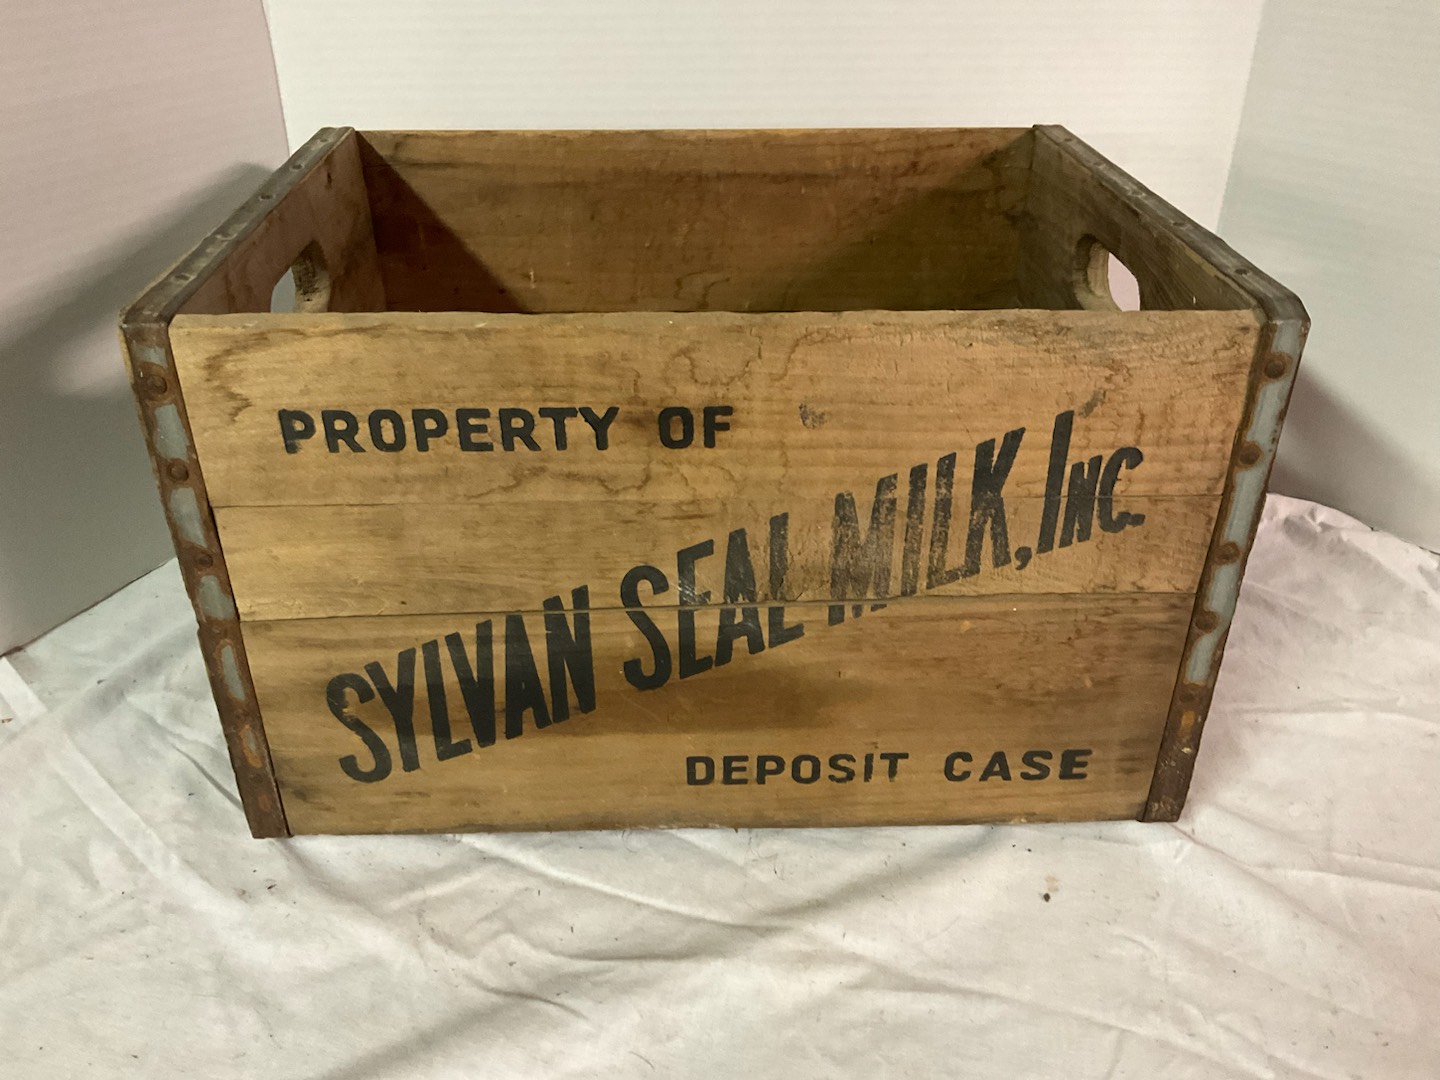 PROPERTY OF
SYLVAN SEAL MILK, INC.
DEPOSIT CASE